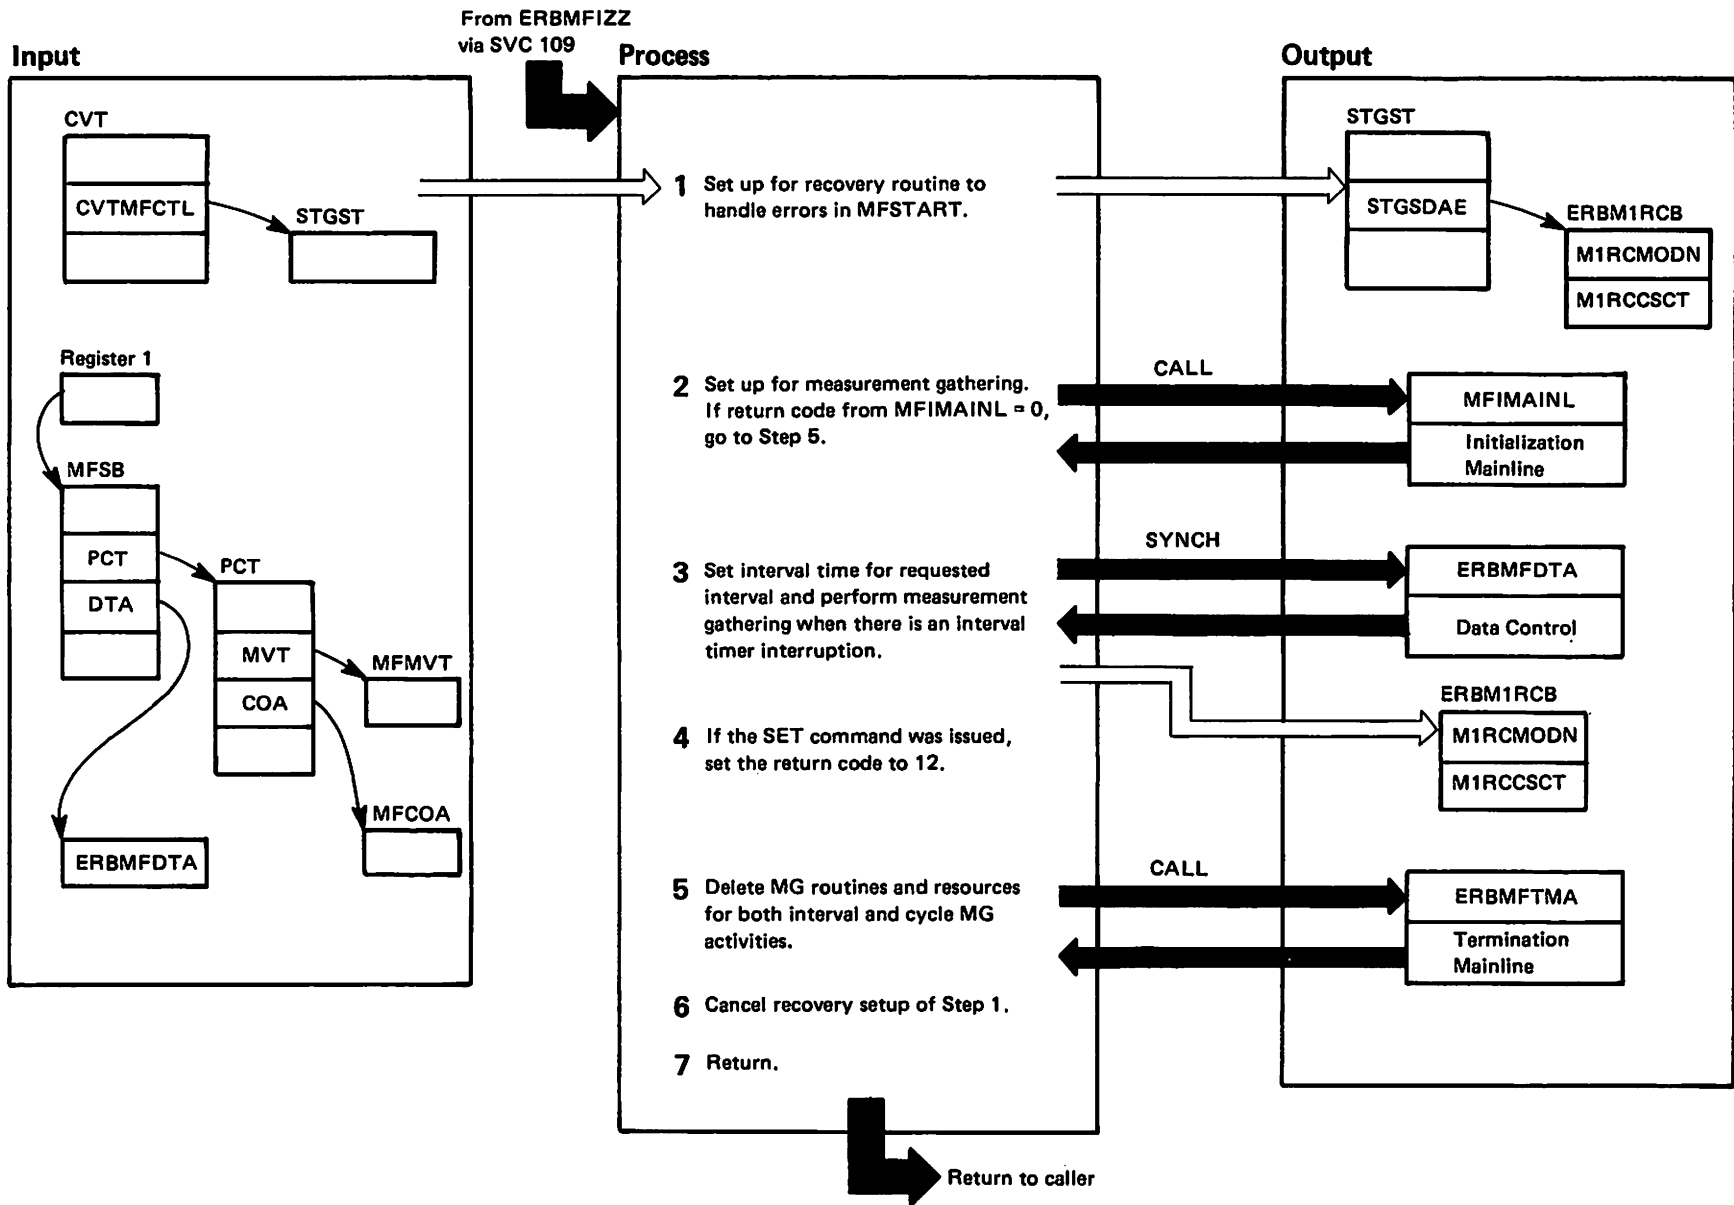 From ERBMFIZZ
via SVC 109
Input
Process
Output
CVT
CVTMFCTL
STGST
Register 1
MFSB
PCT
DTA
PCT
MVT
COA
MFMVT
MFCOA
ERBMFDTA
1 Set up for recovery routine to
handle errors in MFSTART.
2 Set up for measurement gathering.
If return code from MFIMAINL = 0,
go to Step 5.
3 Set interval time for requested
interval and perform measurement
gathering when there is an interval
timer interruption.
4 If the SET command was issued,
set the return code to 12.
5 Delete MG routines and resources
for both interval and cycle MG
activities.
6 Cancel recovery setup of Step 1.
7 Return.
Return to caller
STGST
STGSDAE
ERBM1RCB
M1RCMODN
M1RCCSCT
CALL
MFIMAINL
Initialization
Mainline
SYNCH
ERBMFDTA
Data Control
ERBM1RCB
M1RCMODN
M1RCCSCT
CALL
ERBMFTMA
Termination
Mainline